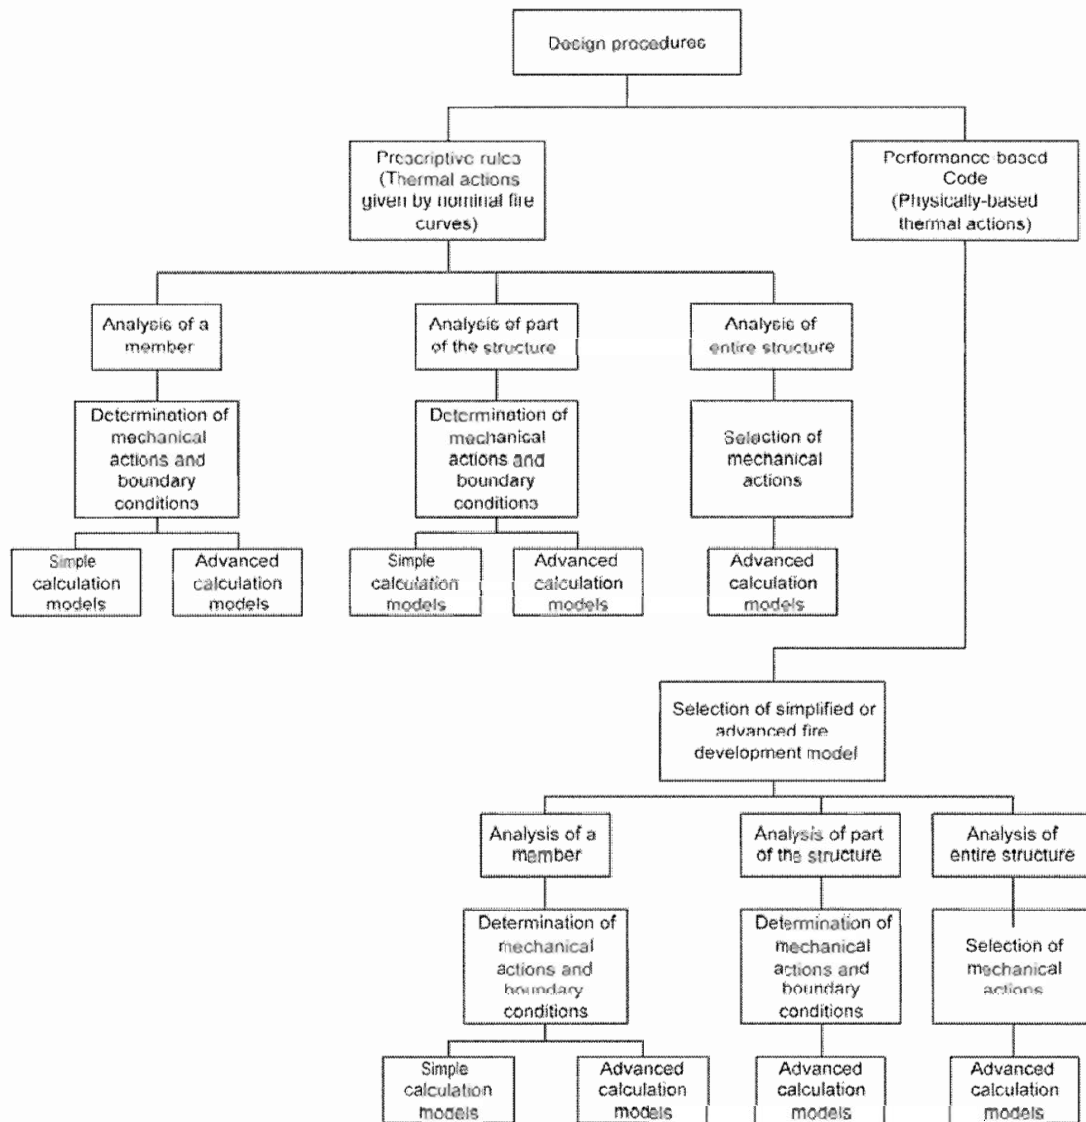 Design procedures
Prescriptive rules
(Thermal actions
given by nominal fire
curves)
Performance-based
Code
(Physically-based
thermal actions)
Analysis of a
member
Analysis of part
of the structure
Analysis of
entire structure
Determination of
mechanical
actions and
boundary
conditions
Determination of
mechanical
actions and
boundary
conditions
Selection of
mechanical
actions
Simple
calculation
models
Advanced
calculation
models
Simple
calculation
models
Advanced
calculation
models
Advanced
calculation
models
Selection of simplified or
advanced fire
development model
Analysis of a
member
Analysis of part
of the structure
Analysis of
entire structure
Determination of
mechanical
actions and
boundary
conditions
Determination of
mechanical
actions and
boundary
conditions
Selection of
mechanical
actions
Simple
calculation
models
Advanced
calculation
models
Advanced
calculation
models
Advanced
calculation
models